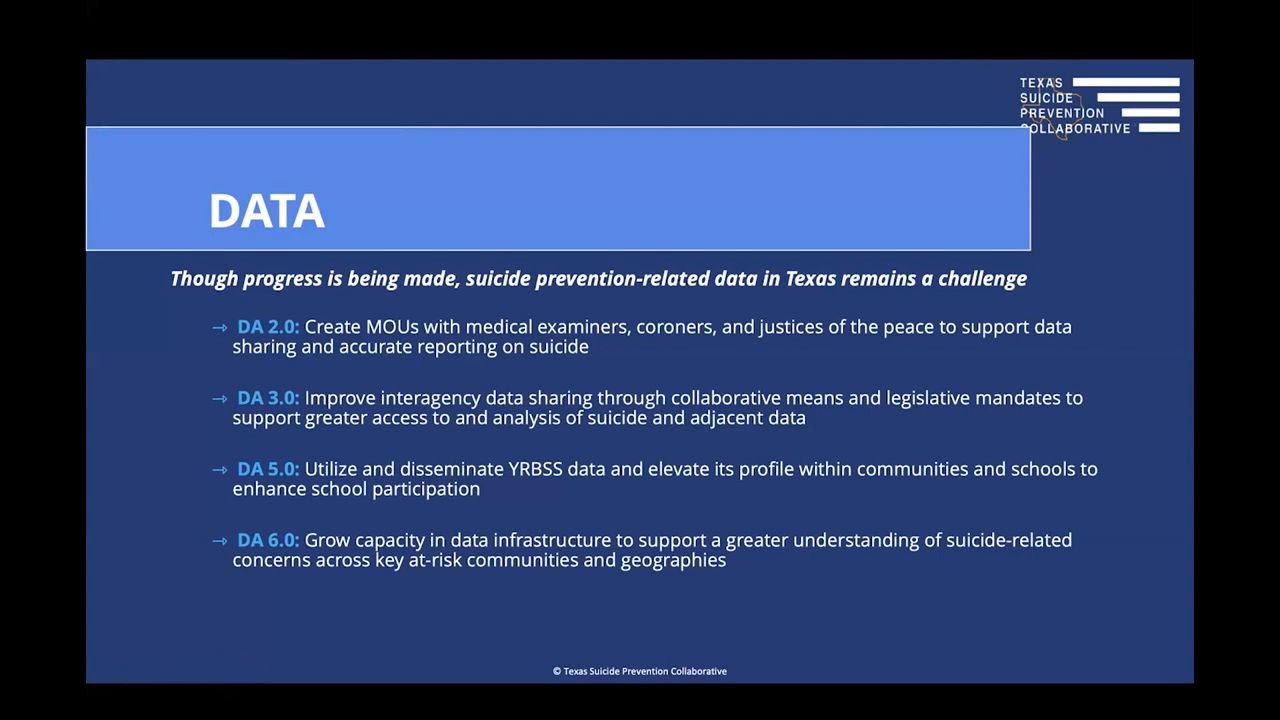 TEXAS
SUICIDE
PREVENTION
COLLABORATIVE
DATA
Though progress is being made, suicide prevention-related data in Texas remains a challenge
→ DA 2.0: Create MOUs with medical examiners, coroners, and justices of the peace to support data
sharing and accurate reporting on suicide
→ DA 3.0: Improve interagency data sharing through collaborative means and legislative mandates to
support greater access to and analysis of suicide and adjacent data
→ DA 5.0: Utilize and disseminate YRBSS data and elevate its profile within communities and schools to
enhance school participation
→ DA 6.0: Grow capacity in data infrastructure to support a greater understanding of suicide-related
concerns across key at-risk communities and geographies
© Texas Suicide Prevention Collaborative